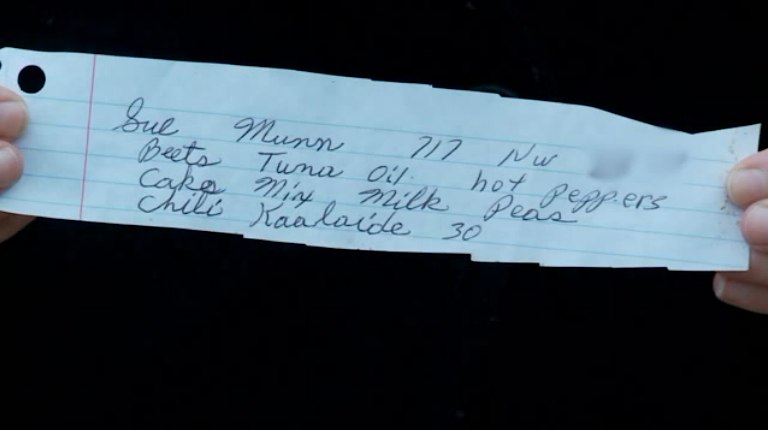 Sue Munn 717 NW
Beets Tuna Oil hot peppers
Cake Mix Milk Peas
Chili Kaalaide 30